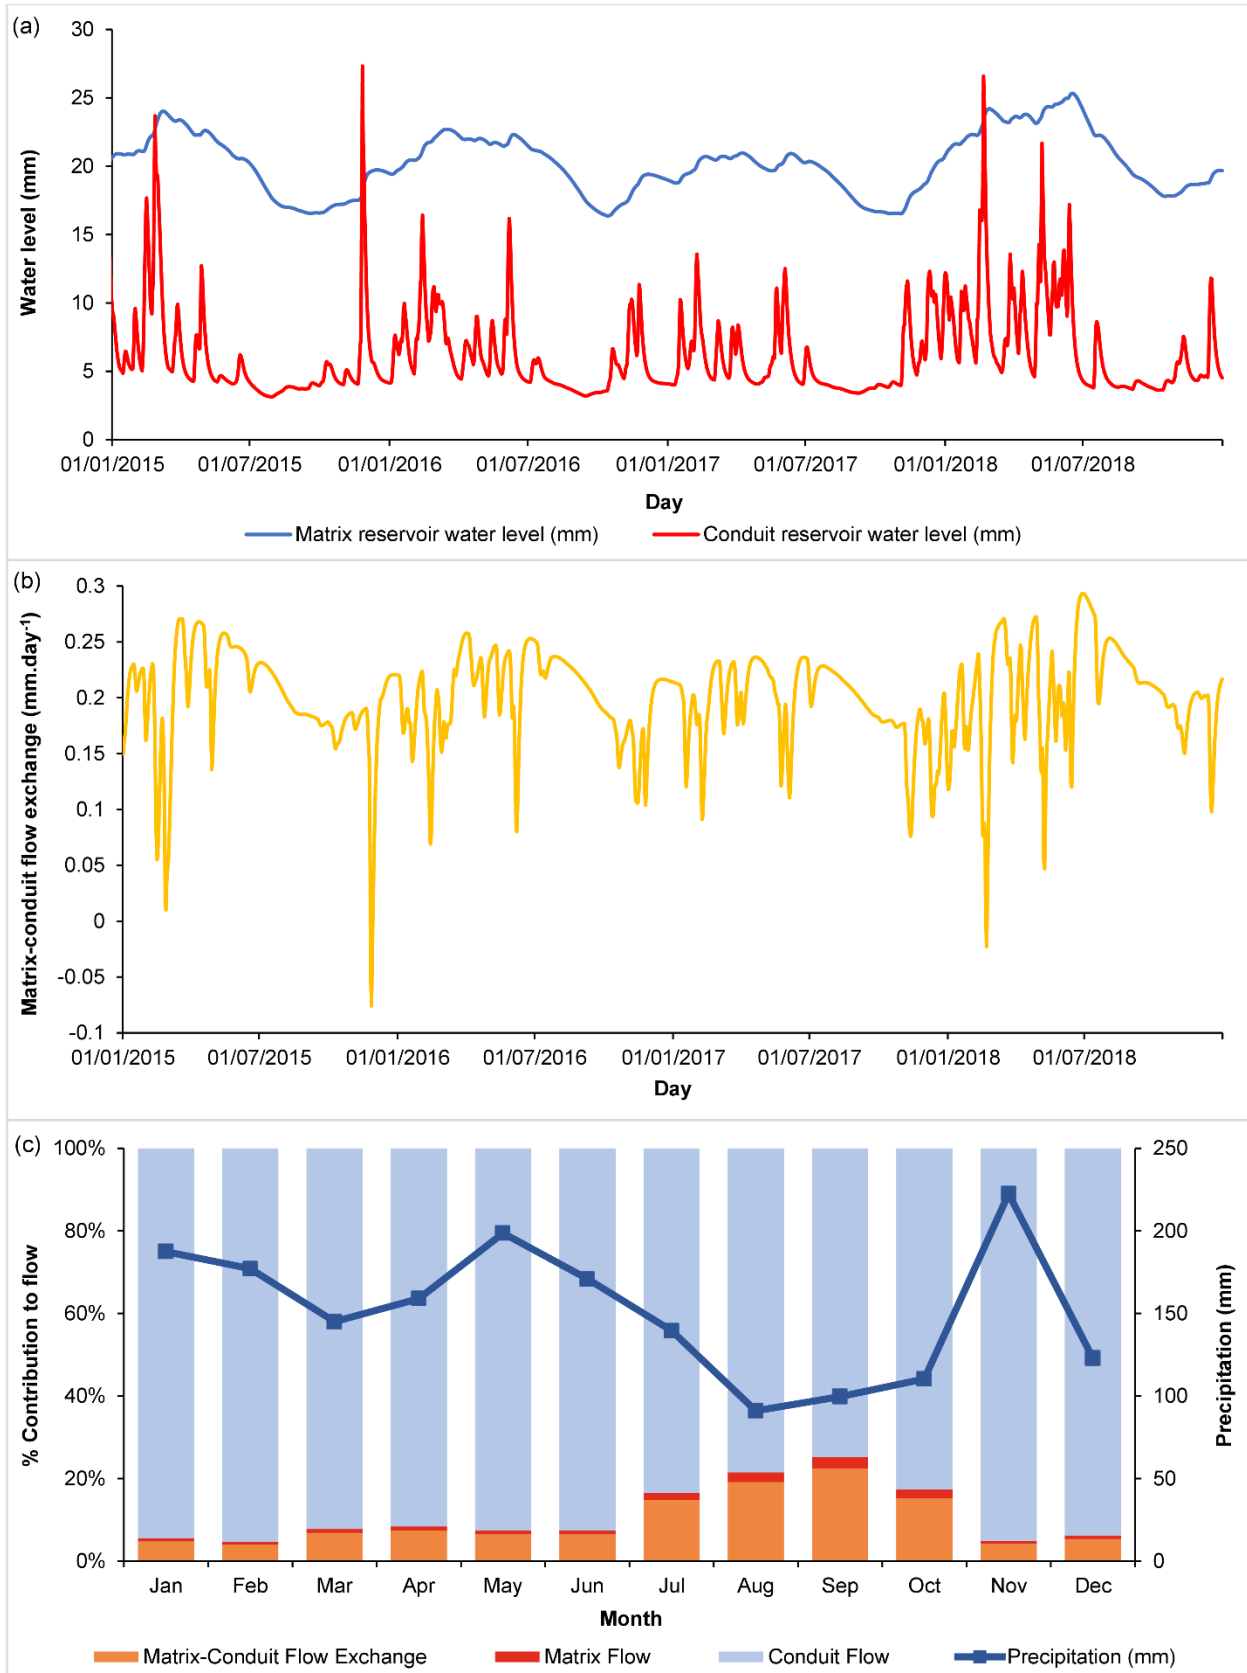 (a)
30
25
20
15
10
5
0
Water level (mm)
01/01/2015 01/07/2015 01/01/2016 01/07/2016 01/01/2017 01/07/2017 01/01/2018 01/07/2018
Day
Matrix reservoir water level (mm) Conduit reservoir water level (mm)
(b)
0.3
0.25
0.2
0.15
0.1
0.05
0
-0.05
-0.1
Matrix-conduit flow exchange (mm.day⁻¹)
01/01/2015 01/07/2015 01/01/2016 01/07/2016 01/01/2017 01/07/2017 01/01/2018 01/07/2018
Day
(c)
100%
80%
60%
40%
20%
0%
% Contribution to flow
250
200
150
100
50
0
Precipitation (mm)
Jan Feb Mar Apr May Jun Jul Aug Sep Oct Nov Dec
Month
Matrix-Conduit Flow Exchange Matrix Flow Conduit Flow Precipitation (mm)